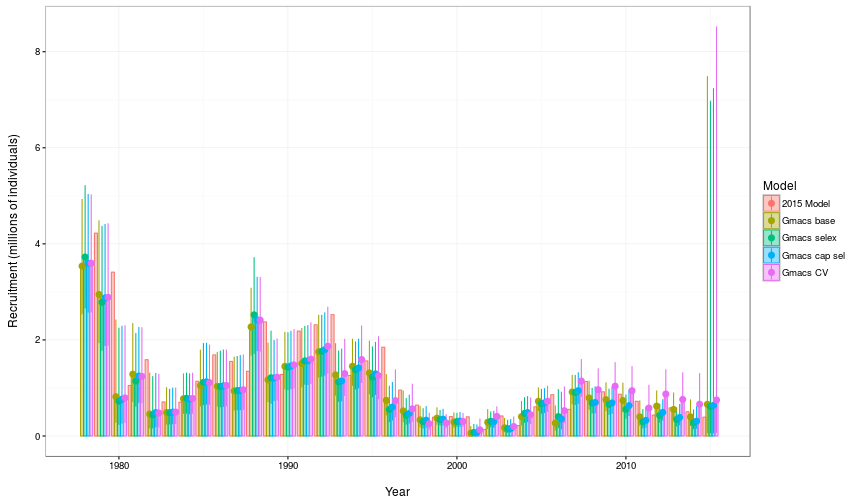 Recruitment (millions of individuals)
8
6
4
2
0
1980
1990
2000
2010
Year
Model
2015 Model
Gmacs base
Gmacs selex
Gmacs cap sel
Gmacs CV